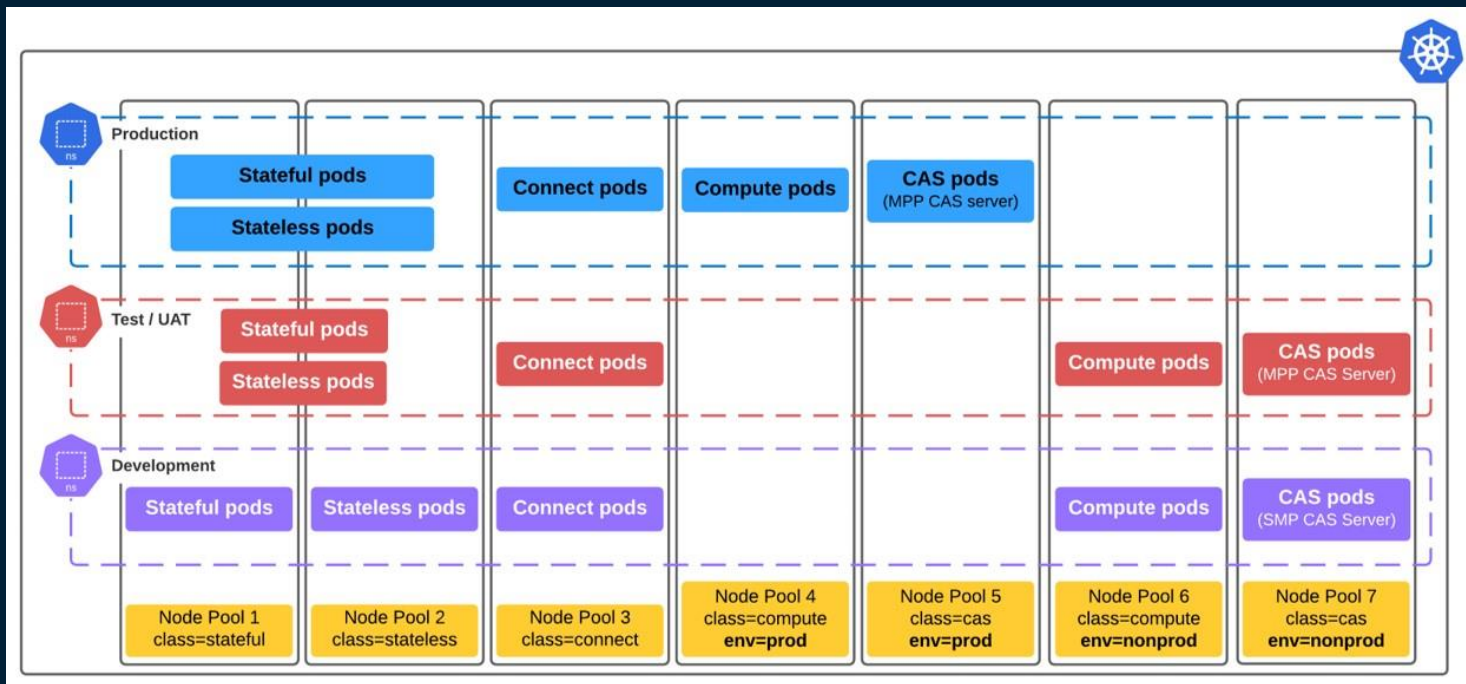 ns
Production
Stateful pods
Stateless pods
Connect pods
Compute pods
CAS pods
(MPP CAS server)
ns
Test / UAT
Stateful pods
Stateless pods
Connect pods
Compute pods
CAS pods
(MPP CAS Server)
ns
Development
Stateful pods
Stateless pods
Connect pods
Compute pods
CAS pods
(SMP CAS Server)
Node Pool 1
class=stateful
Node Pool 2
class=stateless
Node Pool 3
class=connect
Node Pool 4
class=compute
env=prod
Node Pool 5
class=cas
env=prod
Node Pool 6
class=compute
env=nonprod
Node Pool 7
class=cas
env=nonprod